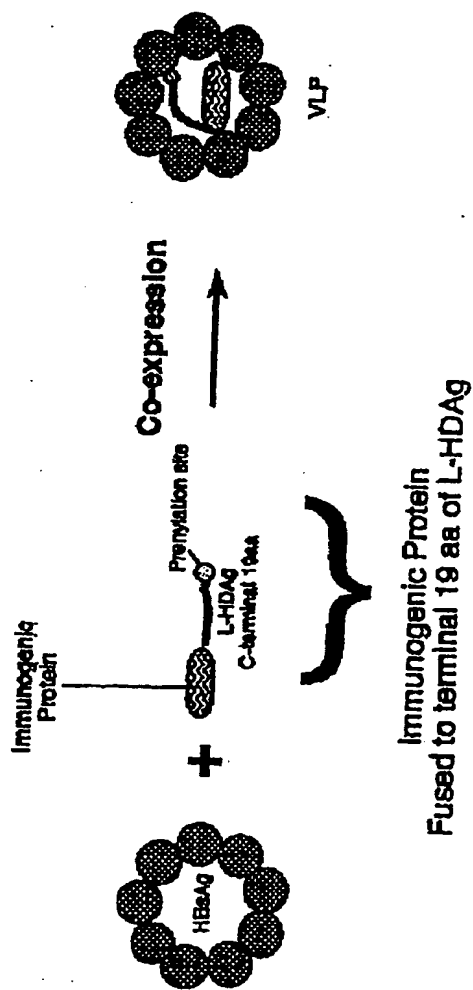 HBsAg
+
Immunogenic
Protein
Prenylation site
L-HDAg
C-terminal 19aa
Co-expression
VLP
Immunogenic Protein
Fused to terminal 19 aa of L-HDAg